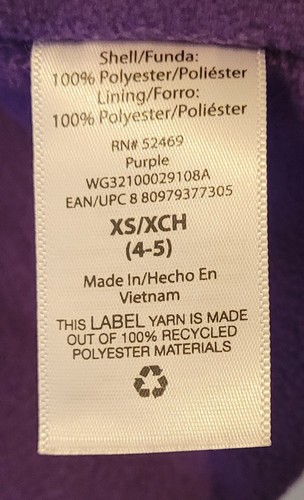 Shell/Funda:
100% Polyester/Poliéster
Lining/Forro:
100% Polyester/Poliéster
RN# 52469
Purple
WG32100029108A
EAN/UPC 8 80979377305
XS/XCH
(4-5)
Made In/Hecho En
Vietnam
THIS LABEL YARN IS MADE
OUT OF 100% RECYCLED
POLYESTER MATERIALS